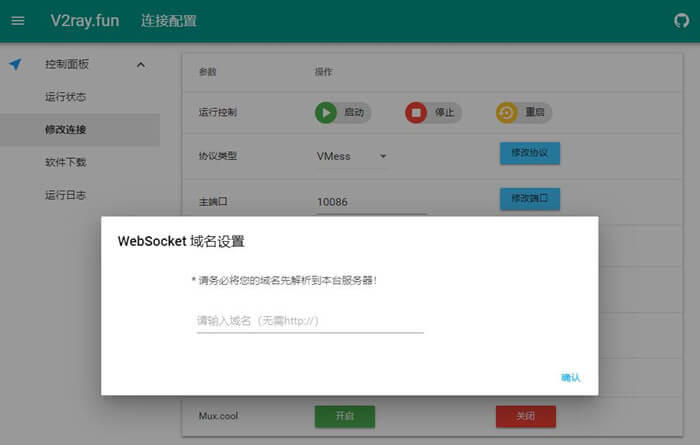 V2ray.fun 连接配置
控制面板
运行状态
修改连接
软件下载
运行日志
参数 操作
运行控制 启动 停止 重启
协议类型 VMess 修改协议
主端口 10086 修改端口
WebSocket 域名设置
* 请务必将您的域名先解析到本台服务器！
请输入域名（无需http://）
确认
Mux.cool 开启 关闭